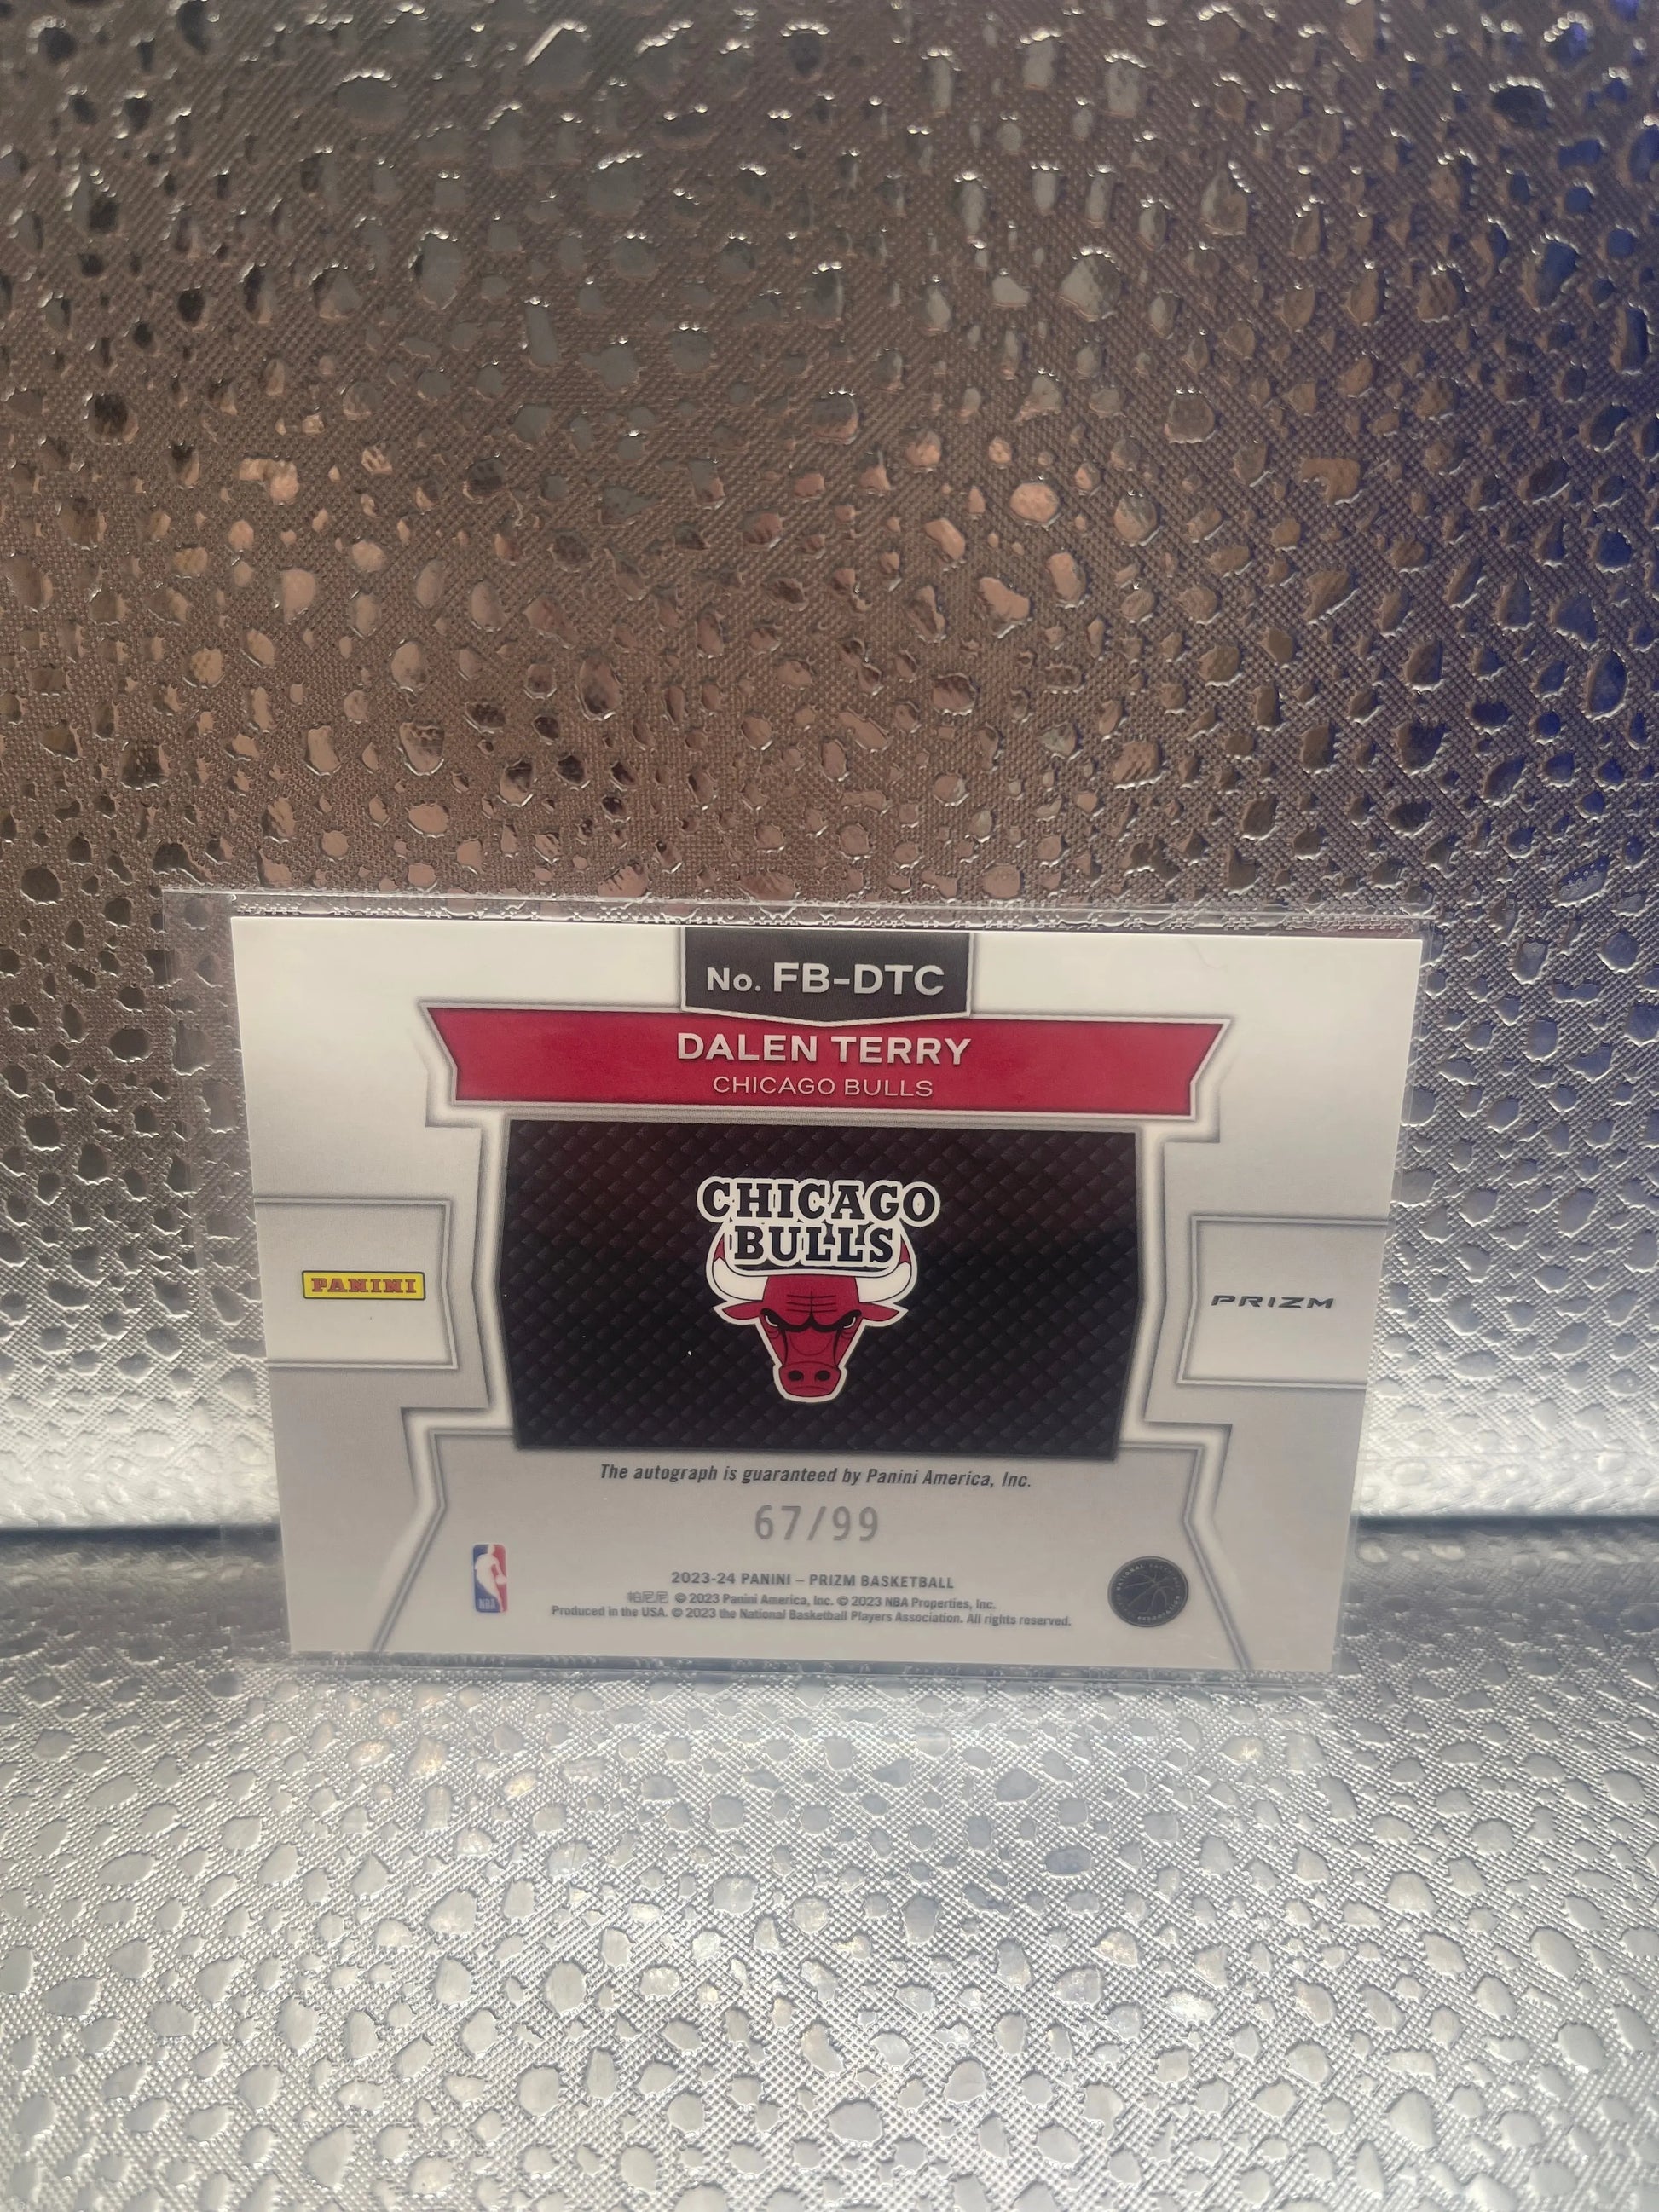 No. FB-DTC
DALEN TERRY
CHICAGO BULLS
CHICAGO
BULLS
PANINI
PRIZM
The autograph is guaranteed by Panini America, Inc.
67/99
NBA
2023-24 PANINI – PRIZM BASKETBALL
帕尼尼 © 2023 Panini America, Inc. © 2023 NBA Properties, Inc.
Produced in the USA. © 2023 the National Basketball Players Association. All rights reserved.